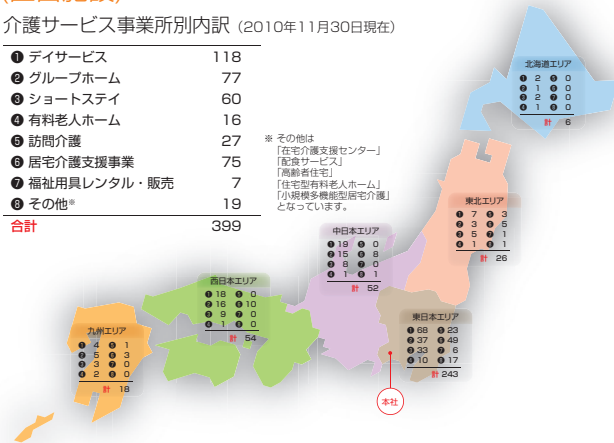 介護サービス事業所別内訳（2010年11月30日現在）
❶ デイサービス 118
❷ グループホーム 77
❸ ショートステイ 60
❹ 有料老人ホーム 16
❺ 訪問介護 27
❻ 居宅介護支援事業 75
❼ 福祉用具レンタル・販売 7
❽ その他※ 19
合計 399
※ その他は
「在宅介護支援センター」
「配食サービス」
「高齢者住宅」
「住宅型有料老人ホーム」
「小規模多機能型居宅介護」
となっています。
北海道エリア
❶ 2 ❺ 0
❷ 1 ❻ 0
❸ 2 ❼ 0
❹ 1 ❽ 0
計 6
東北エリア
❶ 7 ❺ 3
❷ 3 ❻ 5
❸ 5 ❼ 1
❹ 1 ❽ 1
計 26
中日本エリア
❶ 19 ❺ 0
❷ 15 ❻ 8
❸ 8 ❼ 0
❹ 1 ❽ 1
計 52
西日本エリア
❶ 18 ❺ 0
❷ 16 ❻ 10
❸ 9 ❼ 0
❹ 1 ❽ 0
計 54
東日本エリア
❶ 68 ❺ 23
❷ 37 ❻ 49
❸ 33 ❼ 6
❹ 10 ❽ 17
計 243
九州エリア
❶ 4 ❺ 1
❷ 5 ❻ 3
❸ 3 ❼ 0
❹ 2 ❽ 0
計 18
本社